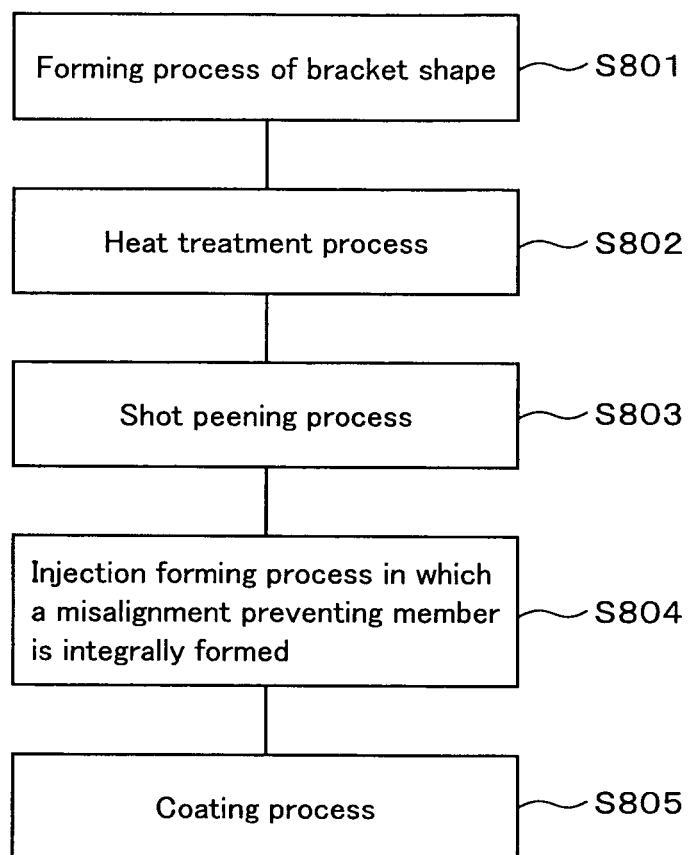 Forming process of bracket shape S801
Heat treatment process S802
Shot peening process S803
Injection forming process in which
a misalignment preventing member S804
is integrally formed
Coating process S805